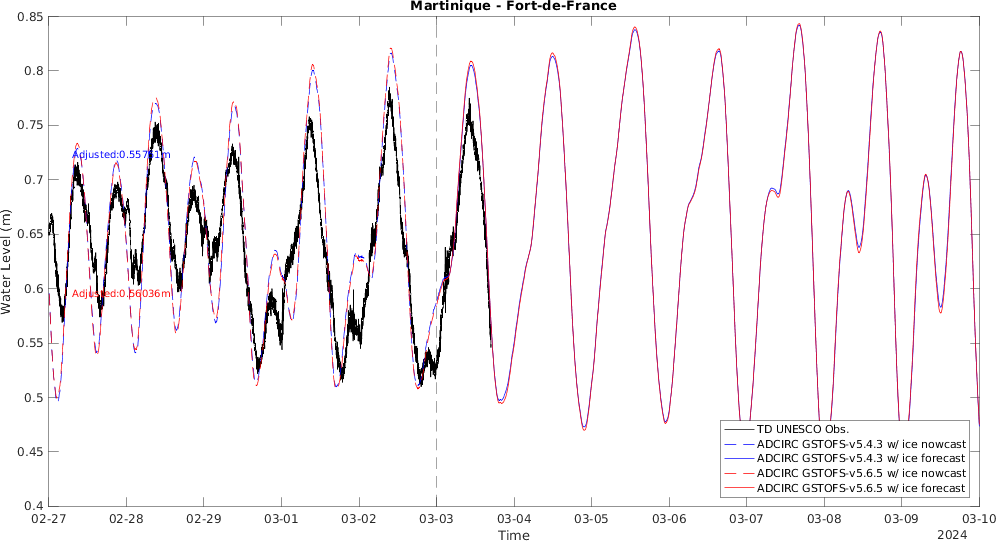 Martinique - Fort-de-France
0.85
0.8
0.75
0.7
0.65
0.6
0.55
0.5
0.45
0.4
Water Level (m)
Adjusted:0.55761m
Adjusted:0.56036m
TD UNESCO Obs.
ADCIRC GSTOFS-v5.4.3 w/ ice nowcast
ADCIRC GSTOFS-v5.4.3 w/ ice forecast
ADCIRC GSTOFS-v5.6.5 w/ ice nowcast
ADCIRC GSTOFS-v5.6.5 w/ ice forecast
02-27 02-28 02-29 03-01 03-02 03-03 03-04 03-05 03-06 03-07 03-08 03-09 03-10
Time
2024